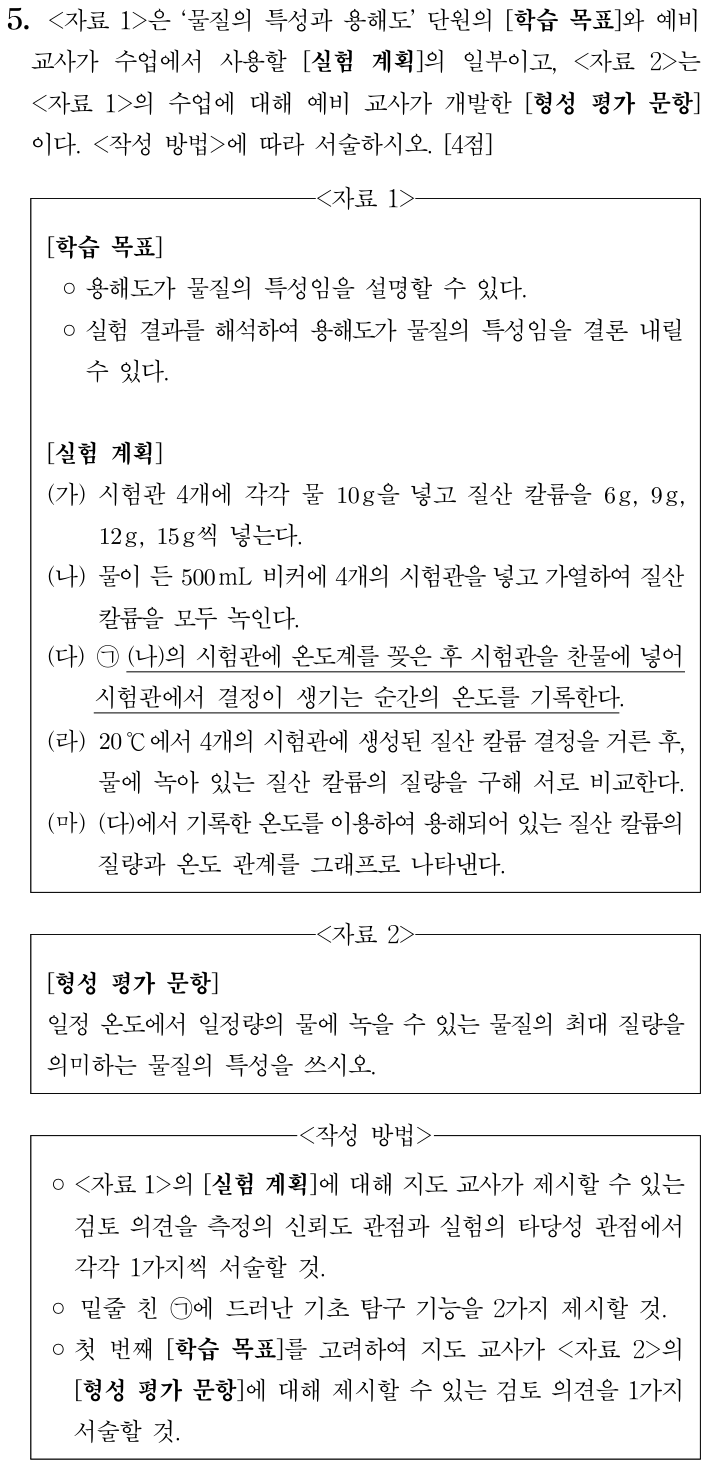 5. <자료 1>은 ‘물질의 특성과 용해도’ 단원의 [학습 목표]와 예비
교사가 수업에서 사용할 [실험 계획]의 일부이고, <자료 2>는
<자료 1>의 수업에 대해 예비 교사가 개발한 [형성 평가 문항]
이다. <작성 방법>에 따라 서술하시오. [4점]
<자료 1>
[학습 목표]
○ 용해도가 물질의 특성임을 설명할 수 있다.
○ 실험 결과를 해석하여 용해도가 물질의 특성임을 결론 내릴
수 있다.
[실험 계획]
(가) 시험관 4개에 각각 물 10g을 넣고 질산 칼륨을 6g, 9g,
12g, 15g씩 넣는다.
(나) 물이 든 500mL 비커에 4개의 시험관을 넣고 가열하여 질산
칼륨을 모두 녹인다.
(다) ㉠ (나)의 시험관에 온도계를 꽂은 후 시험관을 찬물에 넣어
시험관에서 결정이 생기는 순간의 온도를 기록한다.
(라) 20℃에서 4개의 시험관에 생성된 질산 칼륨 결정을 거른 후,
물에 녹아 있는 질산 칼륨의 질량을 구해 서로 비교한다.
(마) (다)에서 기록한 온도를 이용하여 용해되어 있는 질산 칼륨의
질량과 온도 관계를 그래프로 나타낸다.
<자료 2>
[형성 평가 문항]
일정 온도에서 일정량의 물에 녹을 수 있는 물질의 최대 질량을
의미하는 물질의 특성을 쓰시오.
<작성 방법>
○ <자료 1>의 [실험 계획]에 대해 지도 교사가 제시할 수 있는
검토 의견을 측정의 신뢰도 관점과 실험의 타당성 관점에서
각각 1가지씩 서술할 것.
○ 밑줄 친 ㉠에 드러난 기초 탐구 기능을 2가지 제시할 것.
○ 첫 번째 [학습 목표]를 고려하여 지도 교사가 <자료 2>의
[형성 평가 문항]에 대해 제시할 수 있는 검토 의견을 1가지
서술할 것.